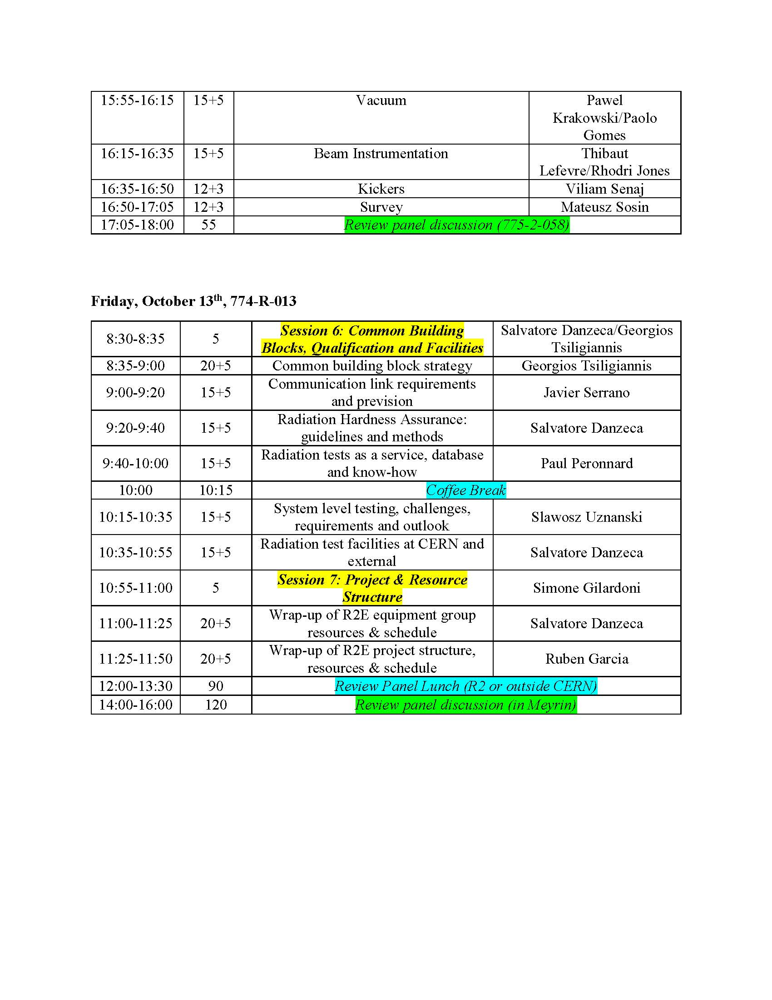 15:55-16:15 15+5 Vacuum Pawel
Krakowski/Paolo
Gomes
16:15-16:35 15+5 Beam Instrumentation Thibaut
Lefevre/Rhodri Jones
16:35-16:50 12+3 Kickers Viliam Senaj
16:50-17:05 12+3 Survey Mateusz Sosin
17:05-18:00 55 Review panel discussion (775-2-058)
Friday, October 13th, 774-R-013
8:30-8:35 5 Session 6: Common Building
Blocks, Qualification and Facilities Salvatore Danzeca/Georgios
Tsiligiannis
8:35-9:00 20+5 Common building block strategy Georgios Tsiligiannis
9:00-9:20 15+5 Communication link requirements
and prevision Javier Serrano
9:20-9:40 15+5 Radiation Hardness Assurance:
guidelines and methods Salvatore Danzeca
9:40-10:00 15+5 Radiation tests as a service, database
and know-how Paul Peronnard
10:00 10:15 Coffee Break
10:15-10:35 15+5 System level testing, challenges,
requirements and outlook Slawosz Uznanski
10:35-10:55 15+5 Radiation test facilities at CERN and
external Salvatore Danzeca
10:55-11:00 5 Session 7: Project & Resource
Structure Simone Gilardoni
11:00-11:25 20+5 Wrap-up of R2E equipment group
resources & schedule Salvatore Danzeca
11:25-11:50 20+5 Wrap-up of R2E project structure,
resources & schedule Ruben Garcia
12:00-13:30 90 Review Panel Lunch (R2 or outside CERN)
14:00-16:00 120 Review panel discussion (in Meyrin)